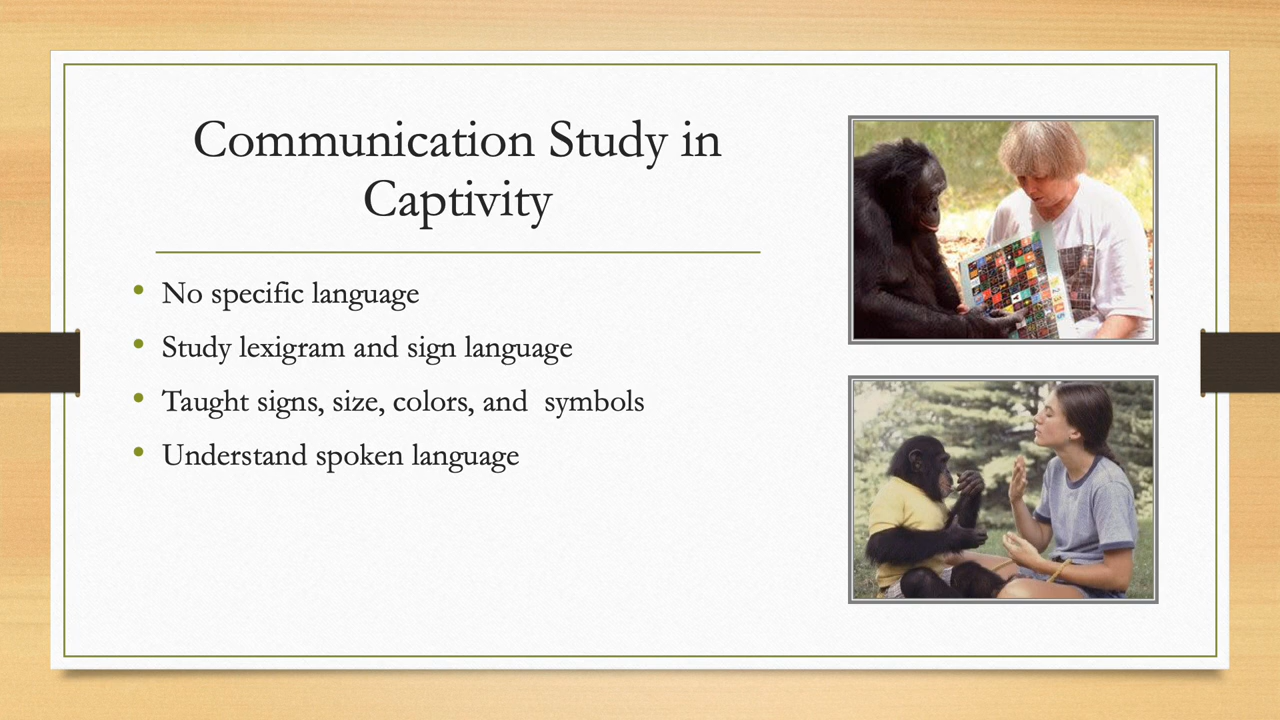 Communication Study in
Captivity
No specific language
Study lexigram and sign language
Taught signs, size, colors, and  symbols
Understand spoken language